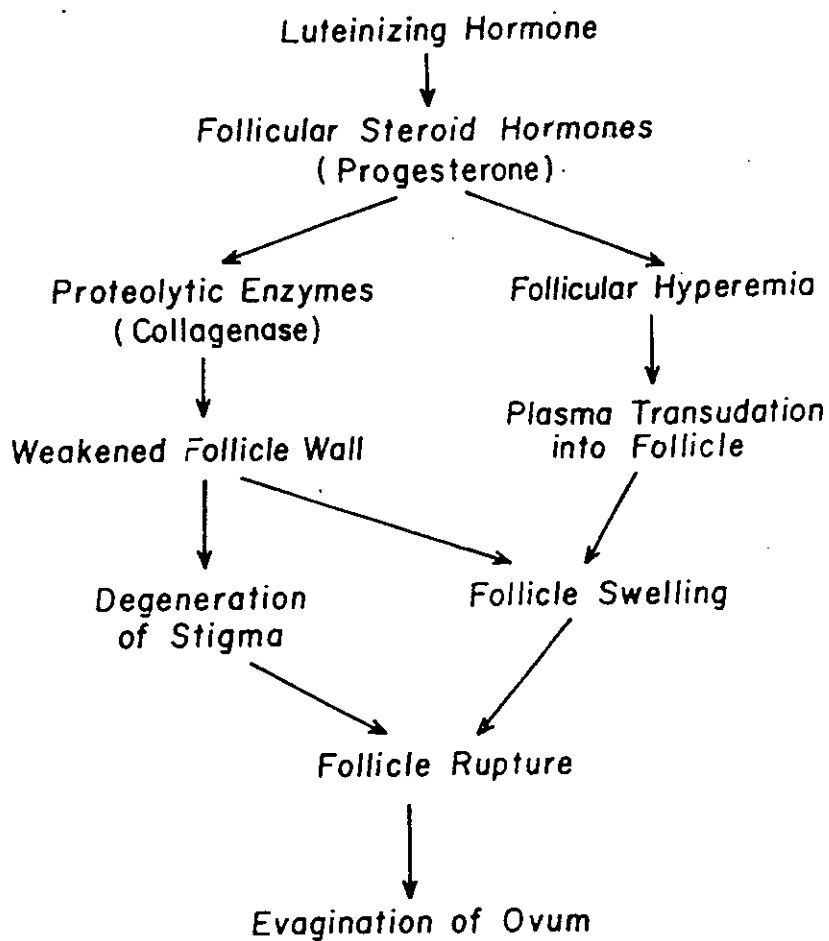 Luteinizing Hormone
Follicular Steroid Hormones
(Progesterone)
Proteolytic Enzymes
(Collagenase)
Follicular Hyperemia
Weakened Follicle Wall
Plasma Transudation
into Follicle
Degeneration
of Stigma
Follicle Swelling
Follicle Rupture
Evagination of Ovum